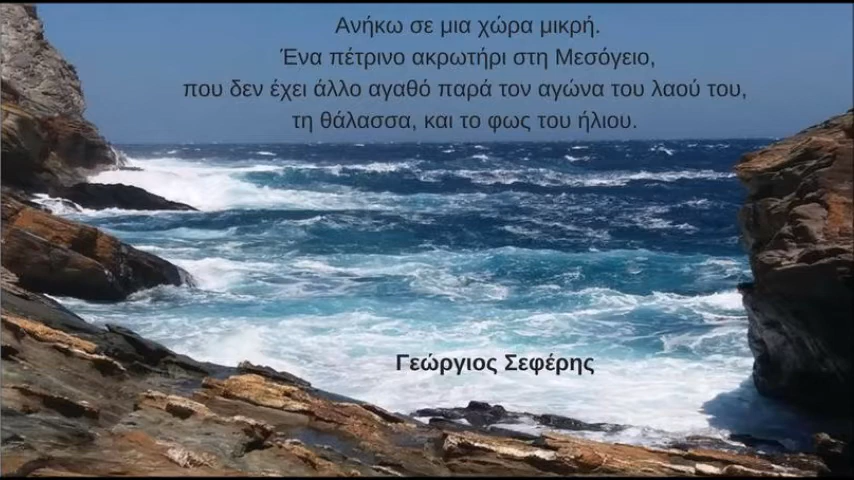 Ανήκω σε μια χώρα μικρή.
Ένα πέτρινο ακρωτήρι στη Μεσόγειο,
που δεν έχει άλλο αγαθό παρά τον αγώνα του λαού του,
τη θάλασσα, και το φως του ήλιου.
Γεώργιος Σεφέρης